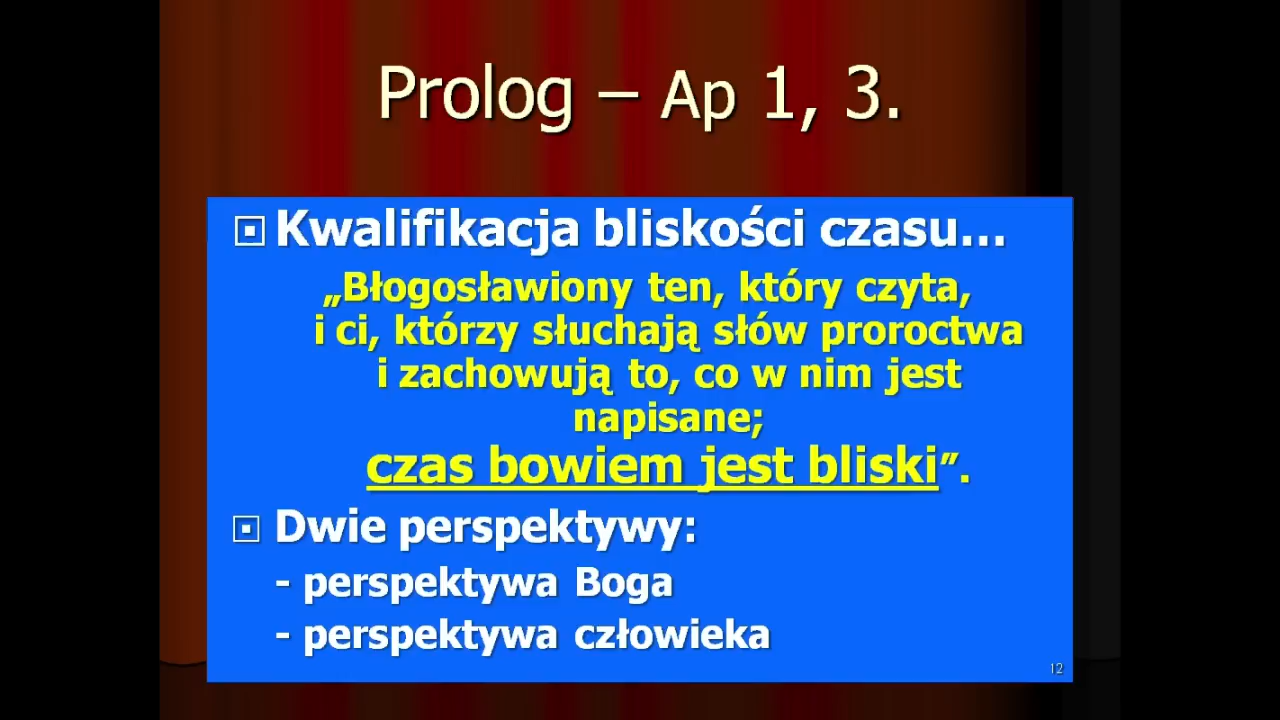 Prolog – Ap 1, 3.
Kwalifikacja bliskości czasu...
„Błogosławiony ten, który czyta,
i ci, którzy słuchają słów proroctwa
i zachowują to, co w nim jest
napisane;
czas bowiem jest bliski”.
Dwie perspektywy:
- perspektywa Boga
- perspektywa człowieka
12